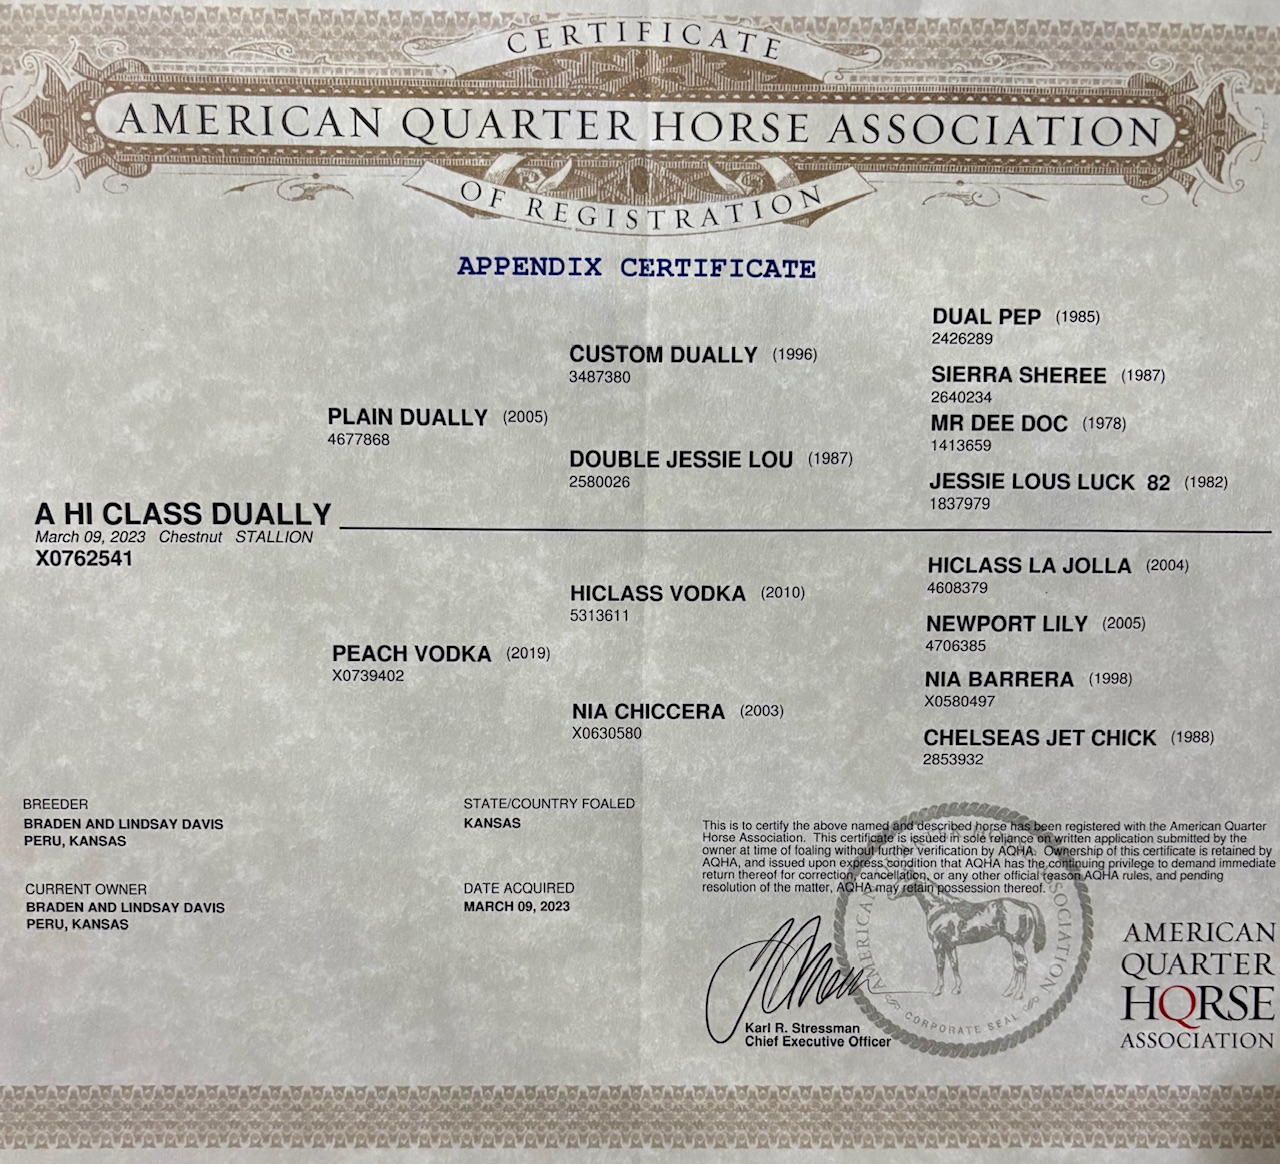 CERTIFICATE
AMERICAN QUARTER HORSE ASSOCIATION
OF REGISTRATION
APPENDIX CERTIFICATE
DUAL PEP (1985)
2426289
CUSTOM DUALLY (1996)
3487380
SIERRA SHEREE (1987)
2640234
PLAIN DUALLY (2005)
4677868
MR DEE DOC (1978)
1413659
DOUBLE JESSIE LOU (1987)
2580026
JESSIE LOUS LUCK 82 (1982)
1837979
A HI CLASS DUALLY
March 09, 2023 Chestnut STALLION
X0762541
HICLASS LA JOLLA (2004)
4608379
HICLASS VODKA (2010)
5313611
NEWPORT LILY (2005)
4706385
PEACH VODKA (2019)
X0739402
NIA BARRERA (1998)
X0580497
NIA CHICCERA (2003)
X0630580
CHELSEAS JET CHICK (1988)
2853932
BREEDER
BRADEN AND LINDSAY DAVIS
PERU, KANSAS
STATE/COUNTRY FOALED
KANSAS
CURRENT OWNER
BRADEN AND LINDSAY DAVIS
PERU, KANSAS
DATE ACQUIRED
MARCH 09, 2023
This is to certify the above named and described horse has been registered with the American Quarter
Horse Association. This certificate is issued in sole reliance on written application submitted by the
owner at time of foaling without further verification by AQHA. Ownership of this certificate is retained by
AQHA, and issued upon express condition that AQHA has the continuing privilege to demand immediate
return thereof for correction, cancellation, or any other official reason AQHA rules, and pending
resolution of the matter, AQHA may retain possession thereof.
Karl R. Stressman
Chief Executive Officer
AMERICAN ASSOCIATION
CORPORATE SEAL
AMERICAN
QUARTER
HORSE
ASSOCIATION